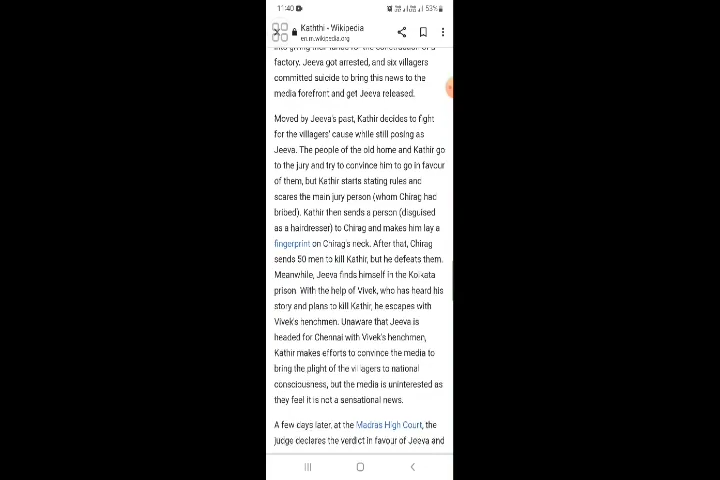 11:40
53%
Kaththi - Wikipedia
en.m.wikipedia.org
into giving their lands for the construction of a
factory. Jeeva got arrested, and six villagers
committed suicide to bring this news to the
media forefront and get Jeeva released.
Moved by Jeeva's past, Kathir decides to fight
for the villagers' cause while still posing as
Jeeva. The people of the old home and Kathir go
to the jury and try to convince him to go in favour
of them, but Kathir starts stating rules and
scares the main jury person (whom Chirag had
bribed). Kathir then sends a person (disguised
as a hairdresser) to Chirag and makes him lay a
fingerprint on Chirag's neck. After that, Chirag
sends 50 men to kill Kathir, but he defeats them.
Meanwhile, Jeeva finds himself in the Kolkata
prison. With the help of Vivek, who has heard his
story and plans to kill Kathir, he escapes with
Vivek's henchmen. Unaware that Jeeva is
headed for Chennai with Vivek's henchmen,
Kathir makes efforts to convince the media to
bring the plight of the villagers to national
consciousness, but the media is uninterested as
they feel it is not a sensational news.
A few days later, at the Madras High Court, the
judge declares the verdict in favour of Jeeva and